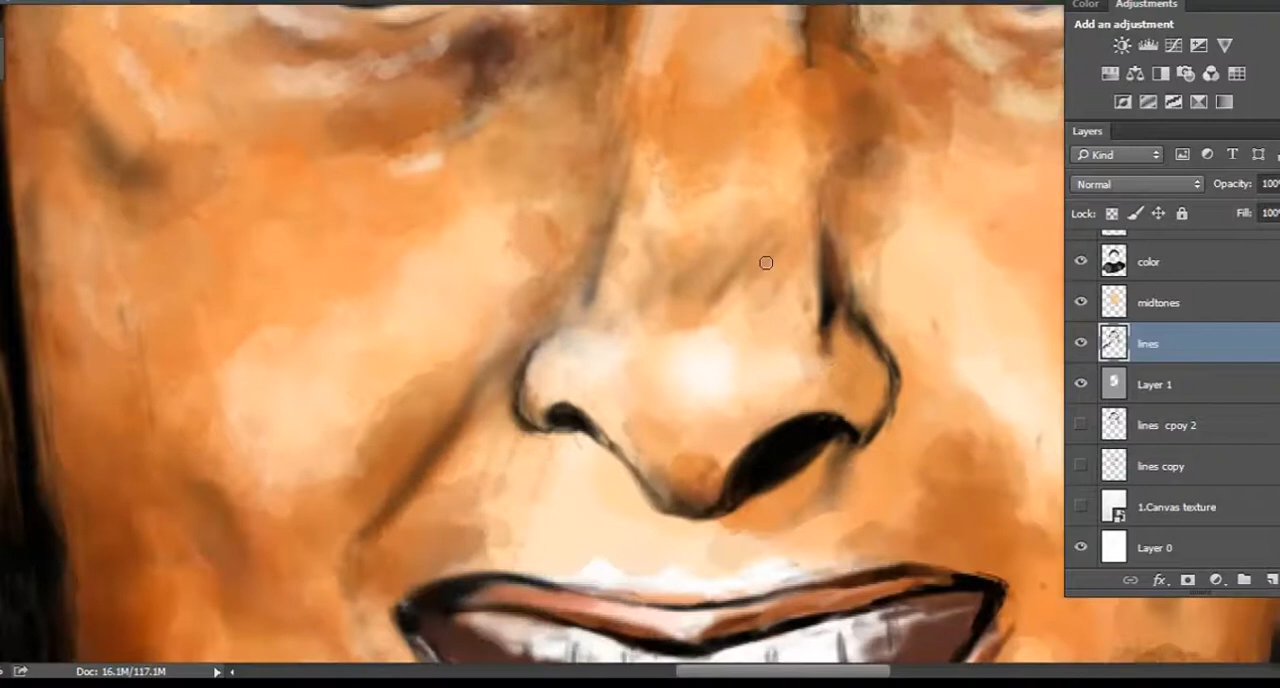 Color Adjustments
Add an adjustment
Layers
Kind
Normal Opacity: 100%
Lock: Fill: 100%
color
midtones
lines
Layer 1
lines cpoy 2
lines copy
1.Canvas texture
Layer 0
fx.
Doc: 16.1M/117.1M